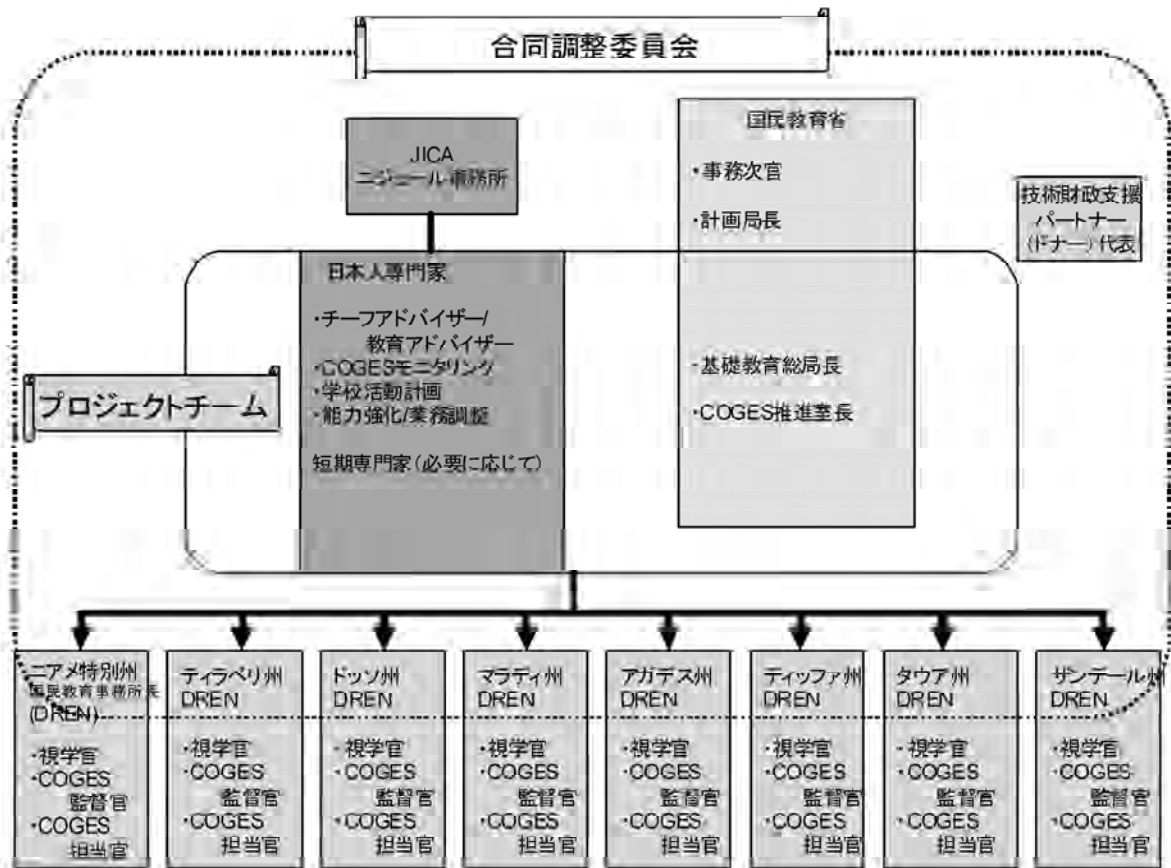 合同調整委員会
JICA
ニジェール事務所
国民教育省
・事務次官
・計画局長
技術財政支援
パートナー
(ドナー)代表
日本人専門家
・チーフアドバイザー/
教育アドバイザー
・COGESモニタリング
・学校活動計画
・能力強化/業務調整
短期専門家(必要に応じて)
・基礎教育総局長
・COGES推進室長
プロジェクトチーム
ニアメ特別州
国民教育事務所長
(DREN)
・視学官
・COGES
監督官
・COGES
担当官
ティラベリ州
DREN
・視学官
・COGES
監督官
・COGES
担当官
ドッソ州
DREN
・視学官
・COGES
監督官
・COGES
担当官
マラディ州
DREN
・視学官
・COGES
監督官
・COGES
担当官
アガデス州
DREN
・視学官
・COGES
監督官
・COGES
担当官
ティッファ州
DREN
・視学官
・COGES
監督官
・COGES
担当官
タウア州
DREN
・視学官
・COGES
監督官
・COGES
担当官
ザンデール州
DREN
・視学官
・COGES
監督官
・COGES
担当官